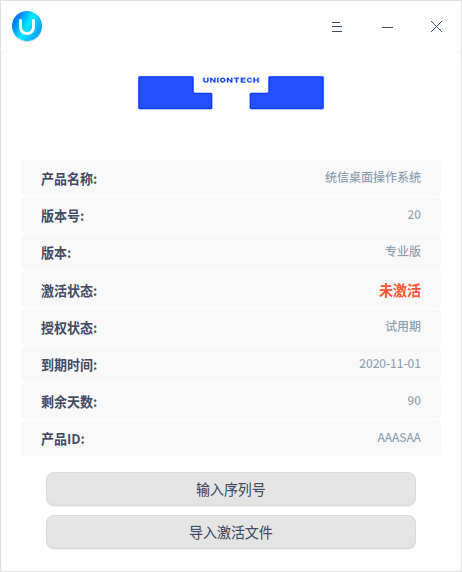 UNIONTECH
产品名称: 统信桌面操作系统
版本号: 20
版本: 专业版
激活状态: 未激活
授权状态: 试用期
到期时间: 2020-11-01
剩余天数: 90
产品ID: AAASAA
输入序列号
导入激活文件